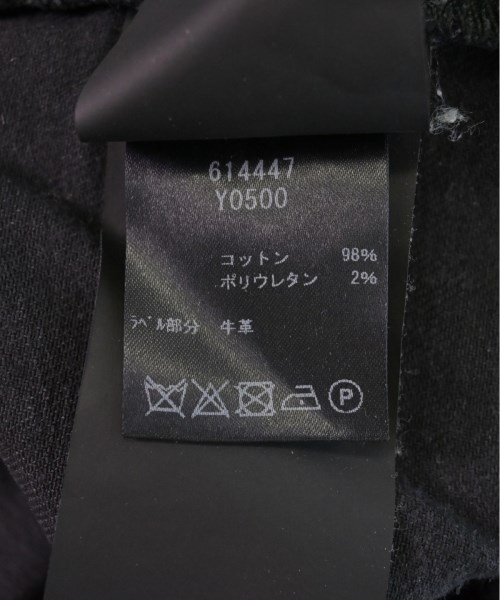 614447
Y0500
コットン 98%
ポリウレタン 2%
ラベル部分 牛革
P